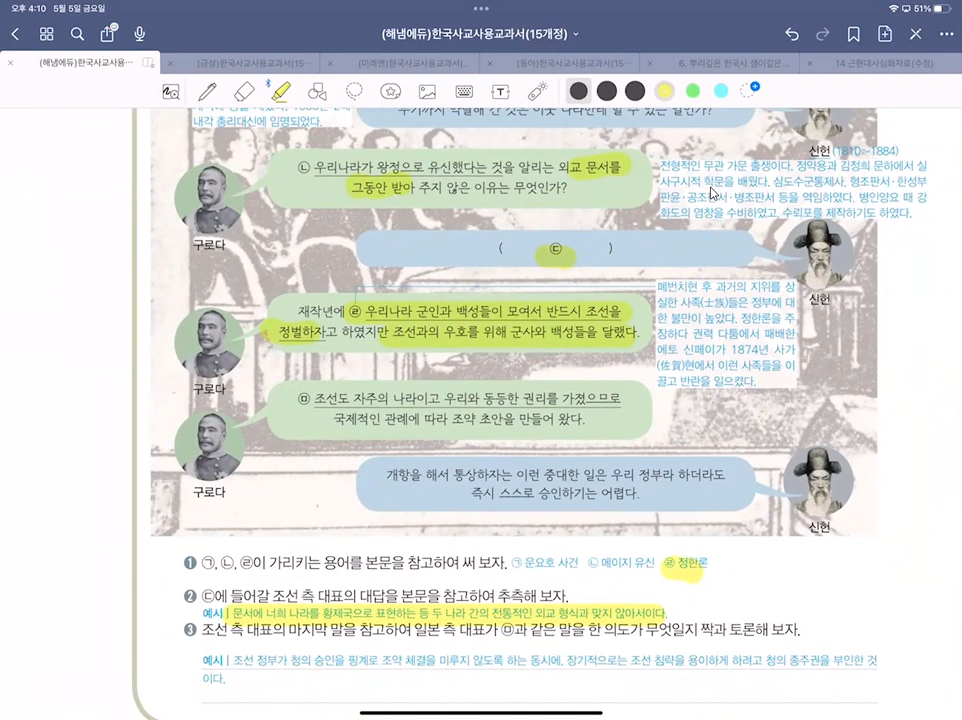 오후 4:10 5월 5일 금요일
51%
(해냄에듀)한국사교사용교과서(15개정)
(해냄에듀)한국사교사용…
(금성)한국사교사용교과서(15…
(미래엔)한국사교사용교과서(…
(동아)한국사교사용교과서(15…
6. 뿌리깊은 한국사 샘이깊은…
14.근현대사심화자료(수정)
내각 총리대신에 임명되었다.
신헌 (1810~1884)
전형적인 무관 가문 출생이다. 정약용과 김정희 문하에서 실
사구시적 학문을 배웠다. 삼도수군통제사, 형조판서·한성부
판윤·공조판서·병조판서 등을 역임하였다. 병인양요 때 강
화도의 염창을 수비하였고, 수뢰포를 제작하기도 하였다.
㉡ 우리나라가 왕정으로 유신했다는 것을 알리는 외교 문서를
그동안 받아 주지 않은 이유는 무엇인가?
구로다
( ㉢ )
신헌
폐번치현 후 과거의 지위를 상
실한 사족(士族)들은 정부에 대
한 불만이 높았다. 정한론을 주
장하다 권력 다툼에서 패배한
에토 신페이가 1874년 사가
(佐賀)현에서 이런 사족들을 이
끌고 반란을 일으켰다.
재작년에 ㉣ 우리나라 군인과 백성들이 모여서 반드시 조선을
정벌하자고 하였지만 조선과의 우호를 위해 군사와 백성들을 달랬다.
구로다
㉤ 조선도 자주의 나라이고 우리와 동등한 권리를 가졌으므로
국제적인 관례에 따라 조약 초안을 만들어 왔다.
구로다
개항을 해서 통상하자는 이런 중대한 일은 우리 정부라 하더라도
즉시 스스로 승인하기는 어렵다.
신헌
1 ㉠, ㉡, ㉣이 가리키는 용어를 본문을 참고하여 써 보자. ㉠ 운요호 사건 ㉡ 메이지 유신 ㉣ 정한론
2 ㉢에 들어갈 조선 측 대표의 대답을 본문을 참고하여 추측해 보자.
예시 | 문서에 너희 나라를 황제국으로 표현하는 등 두 나라 간의 전통적인 외교 형식과 맞지 않아서이다.
3 조선 측 대표의 마지막 말을 참고하여 일본 측 대표가 ㉤과 같은 말을 한 의도가 무엇일지 짝과 토론해 보자.
예시 | 조선 정부가 청의 승인을 핑계로 조약 체결을 미루지 않도록 하는 동시에, 장기적으로는 조선 침략을 용이하게 하려고 청의 종주권을 부인한 것
이다.